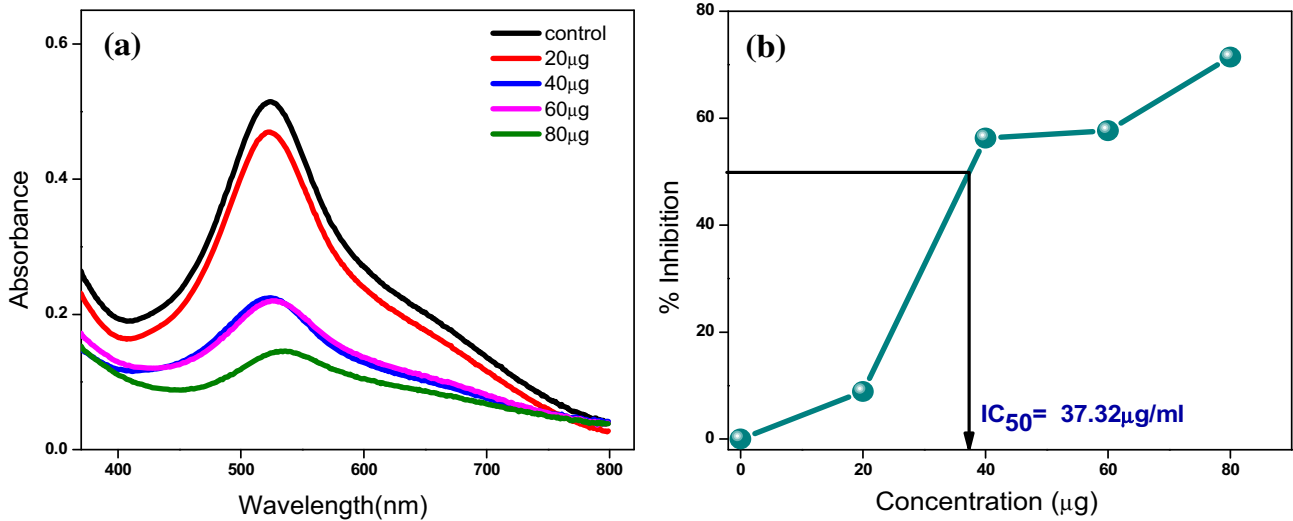 (a)
control
20μg
40μg
60μg
80μg
0.6
0.4
0.2
0.0
Absorbance
400 500 600 700 800
Wavelength(nm)
(b)
80
60
40
20
0
% Inhibition
IC50= 37.32μg/ml
0 20 40 60 80
Concentration (μg)